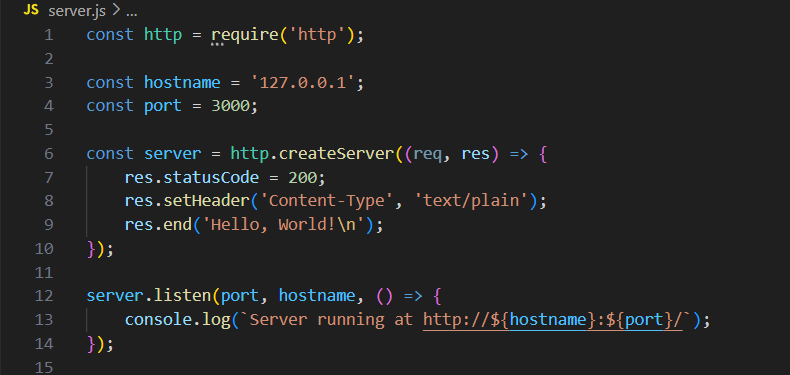 JS server.js > ...
1 const http = require('http');
2
3 const hostname = '127.0.0.1';
4 const port = 3000;
5
6 const server = http.createServer((req, res) => {
7     res.statusCode = 200;
8     res.setHeader('Content-Type', 'text/plain');
9     res.end('Hello, World!\n');
10 });
11
12 server.listen(port, hostname, () => {
13     console.log(`Server running at http://${hostname}:${port}/`);
14 });
15